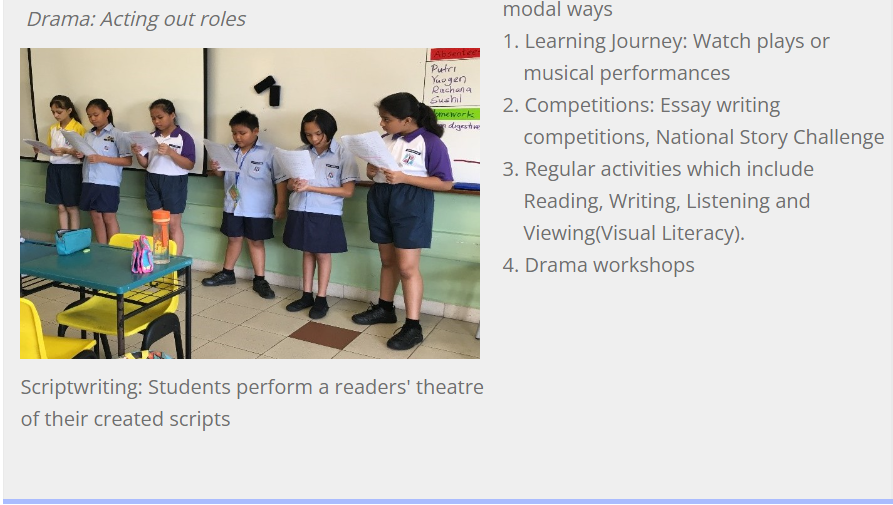 Drama: Acting out roles
Absentees
Putri
Yuugen
Rachana
Sushil
omework
digestive
Scriptwriting: Students perform a readers' theatre
of their created scripts
modal ways
1. Learning Journey: Watch plays or
musical performances
2. Competitions: Essay writing
competitions, National Story Challenge
3. Regular activities which include
Reading, Writing, Listening and
Viewing(Visual Literacy).
4. Drama workshops